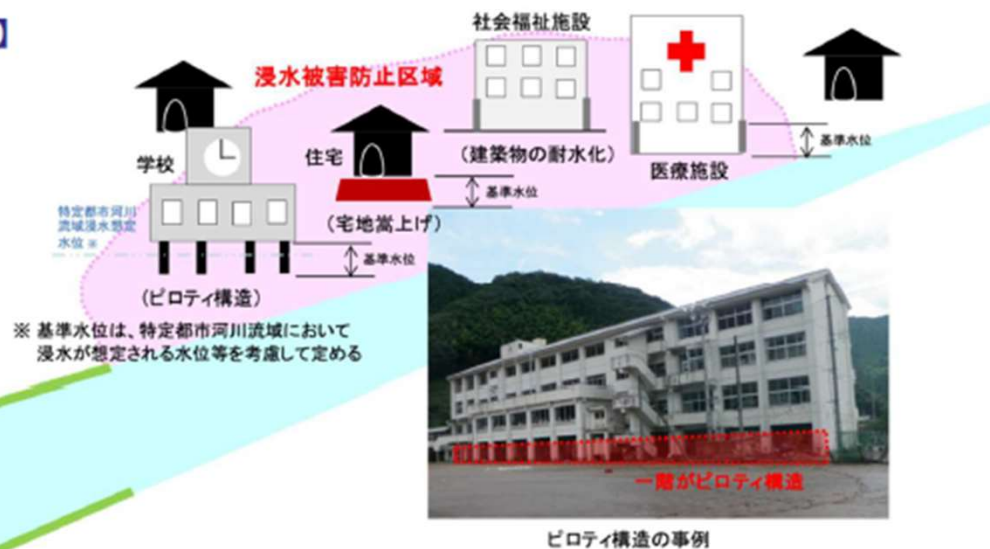 】
社会福祉施設
浸水被害防止区域
学校
住宅
(建築物の耐水化)
医療施設
基準水位
基準水位
特定都市河川
流域浸水想定
水位 ※
(宅地嵩上げ)
基準水位
(ピロティ構造)
※ 基準水位は、特定都市河川流域において
浸水が想定される水位等を考慮して定める
一階がピロティ構造
ピロティ構造の事例